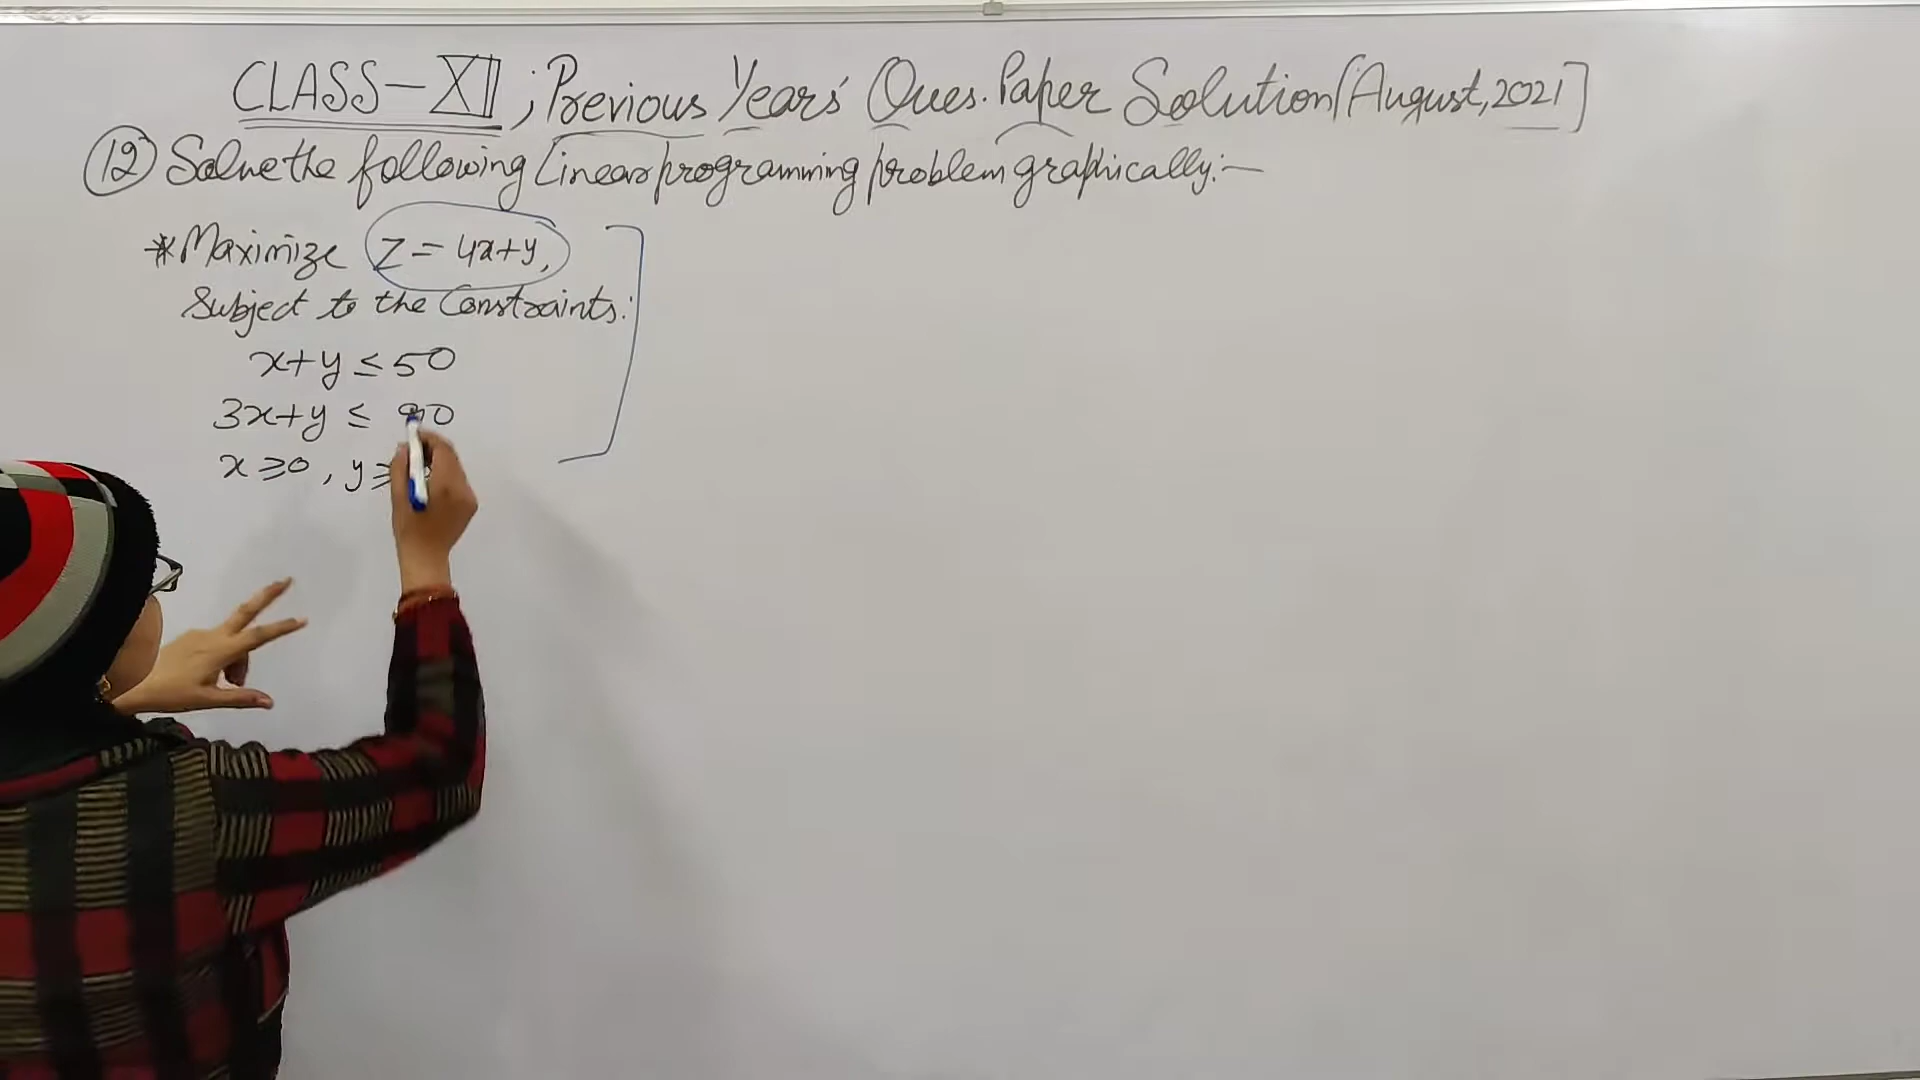 CLASS-XII; Previous Years' Ques. Paper Solution [August, 2021]
12 Solve the following Linear programming problem graphically:—
*Maximize Z = 4x+y,
Subject to the Constraints:
x+y ≤ 50
3x+y ≤ 90
x ≥ 0, y ≥